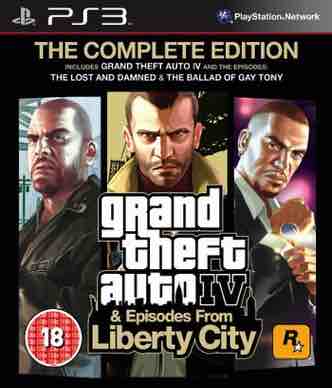 PS3
PlayStation.Network
THE COMPLETE EDITION
INCLUDES GRAND THEFT AUTO IV AND THE EPISODES:
THE LOST AND DAMNED & THE BALLAD OF GAY TONY
grand
theft
auto IV
& Episodes From
Liberty City
18
R★